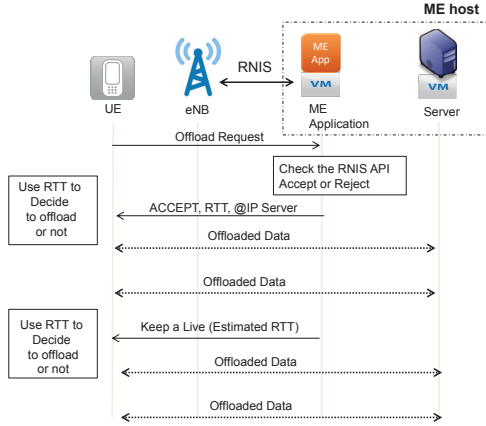 ME host
ME
App
RNIS
VM
VM
UE
eNB
ME
Application
Server
Offload Request
Check the RNIS API
Accept or Reject
Use RTT to
Decide
to offload
or not
ACCEPT, RTT, @IP Server
Offloaded Data
Offloaded Data
Use RTT to
Decide
to offload
or not
Keep a Live (Estimated RTT)
Offloaded Data
Offloaded Data